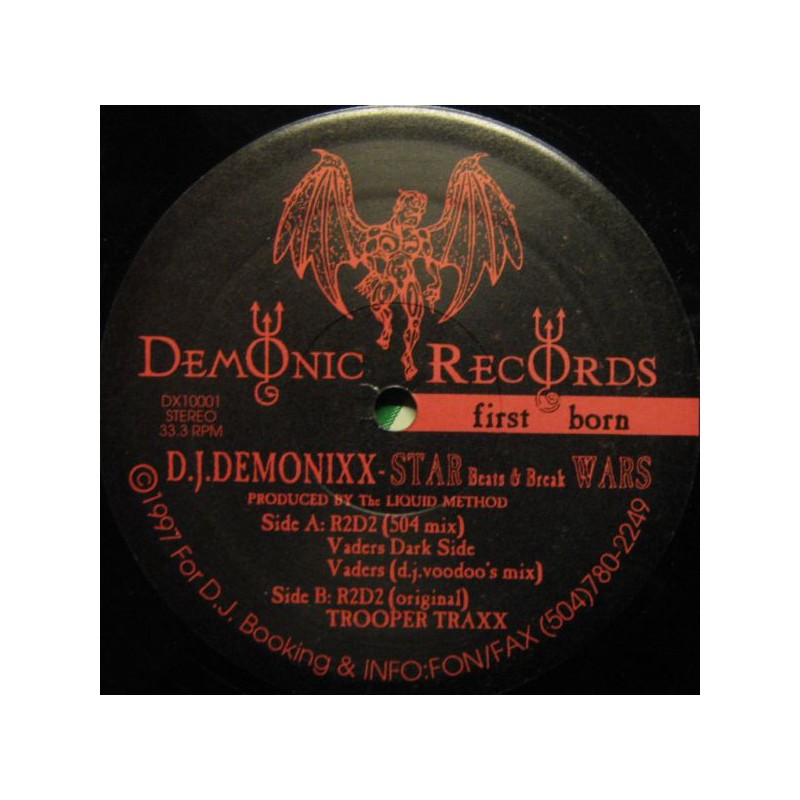 DEMONIC RECORDS
DX10001
STEREO
33.3 RPM
first born
D.J.DEMONIXX-STAR Beats & Break WARS
PRODUCED BY The LIQUID METHOD
Side A: R2D2 (504 mix)
Vaders Dark Side
Vaders (d.j.voodoo's mix)
Side B: R2D2 (original)
TROOPER TRAXX
©1997 For D.J. Booking & INFO:FON/FAX (504)780-2249